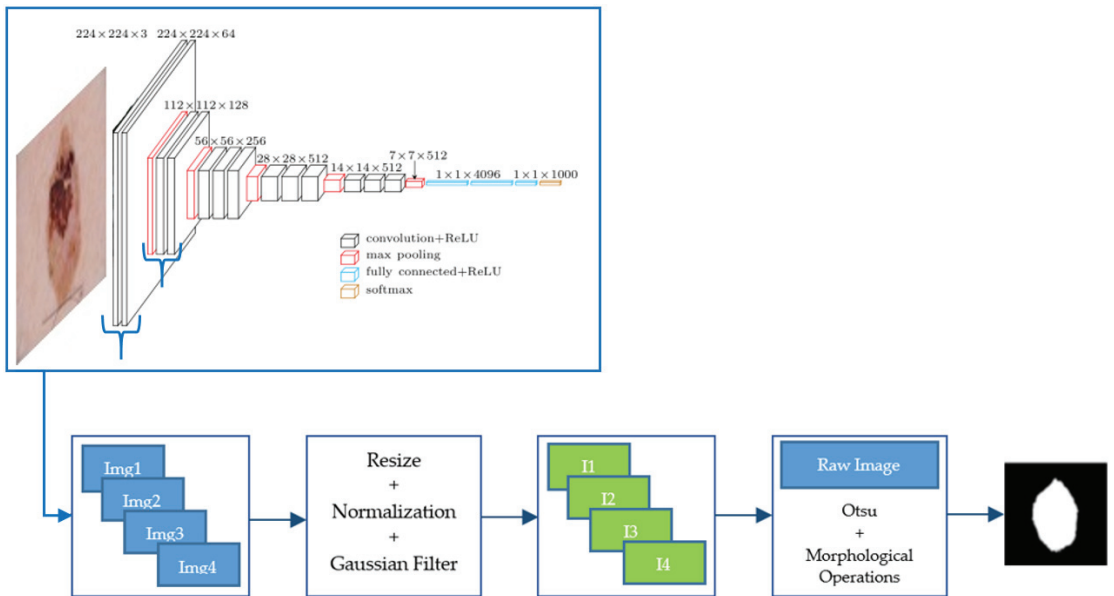 224×224×3 224×224×64
112×112×128
56×56×256
28×28×512
14×14×512
7×7×512
1×1×4096 1×1×1000
convolution+ReLU
max pooling
fully connected+ReLU
softmax
Img1
Img2
Img3
Img4
Resize
+
Normalization
+
Gaussian Filter
I1
I2
I3
I4
Raw Image
Otsu
+
Morphological
Operations